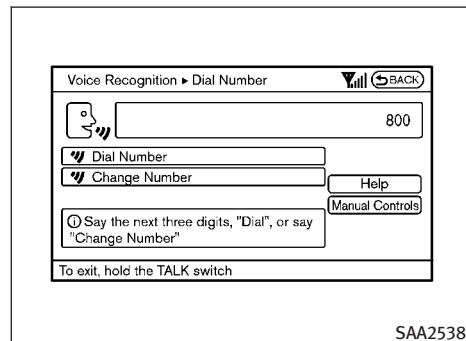 Voice Recognition ▸ Dial Number
BACK
800
Dial Number
Change Number
Help
Manual Controls
Say the next three digits, "Dial", or say
"Change Number"
To exit, hold the TALK switch
SAA2538